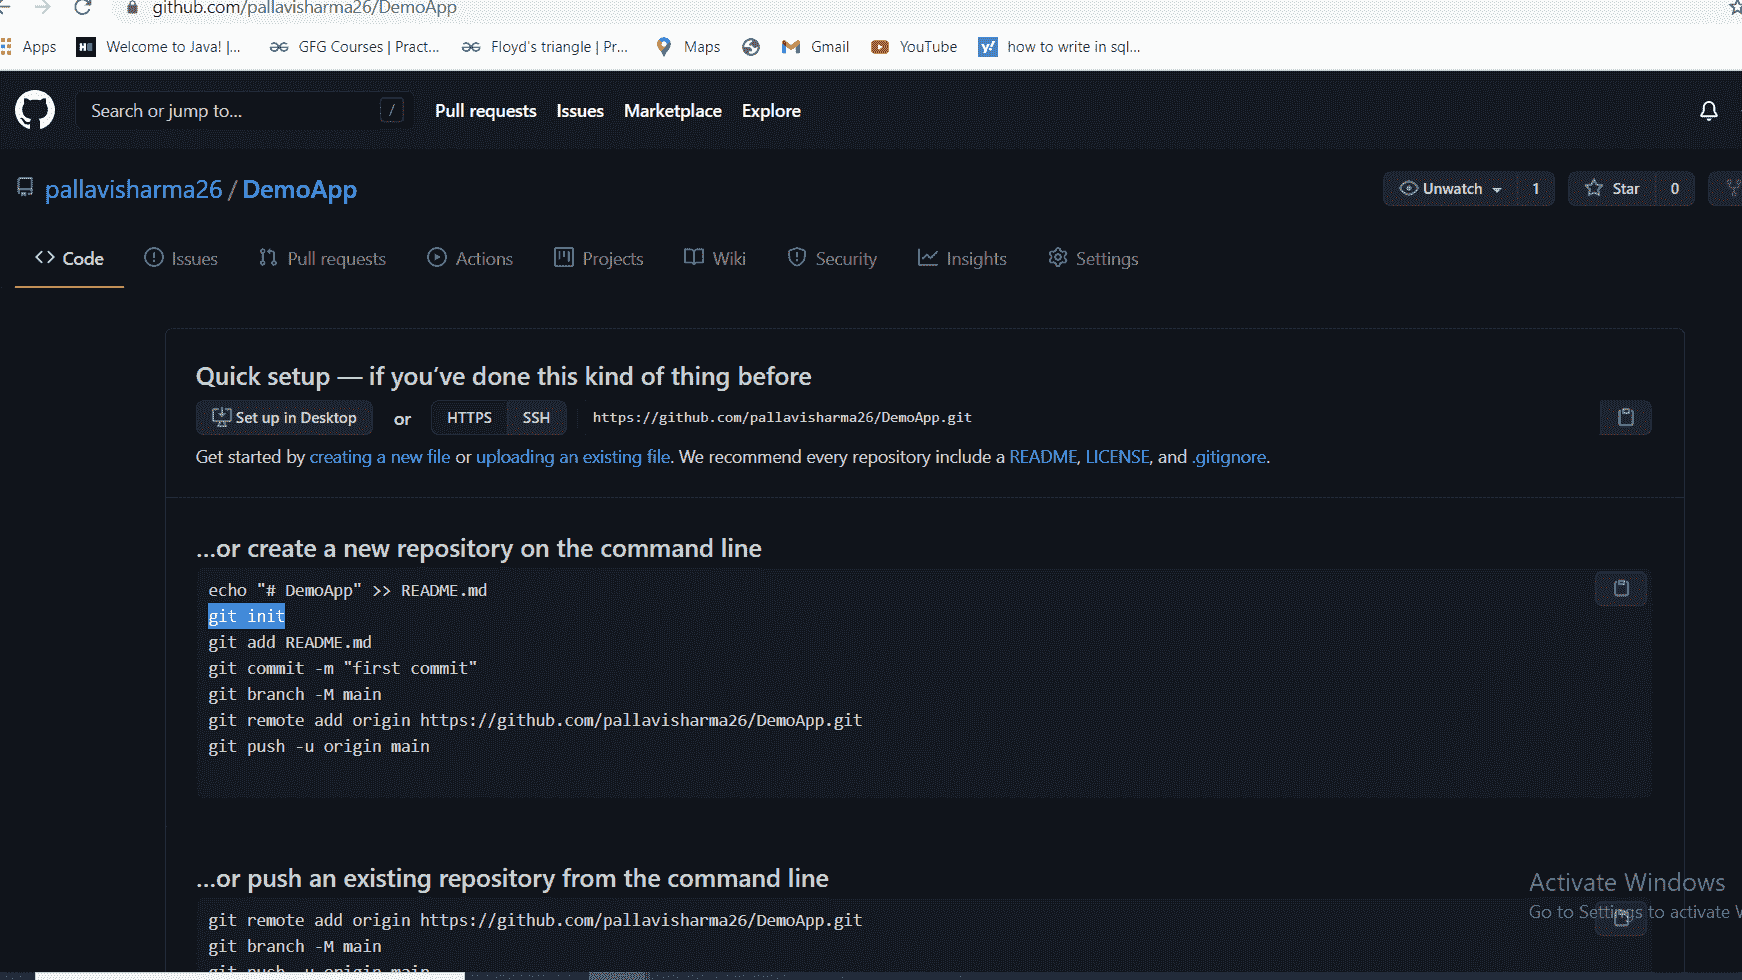 github.com/pallavisharma26/DemoApp
Apps Welcome to Java! |... GFG Courses | Pract... Floyd's triangle | Pr... Maps Gmail YouTube how to write in sql...
Search or jump to... / Pull requests Issues Marketplace Explore
pallavisharma26 / DemoApp Unwatch 1 Star 0
Code Issues Pull requests Actions Projects Wiki Security Insights Settings
Quick setup — if you've done this kind of thing before
Set up in Desktop or HTTPS SSH https://github.com/pallavisharma26/DemoApp.git
Get started by creating a new file or uploading an existing file. We recommend every repository include a README, LICENSE, and .gitignore.
...or create a new repository on the command line
echo "# DemoApp" >> README.md
git init
git add README.md
git commit -m "first commit"
git branch -M main
git remote add origin https://github.com/pallavisharma26/DemoApp.git
git push -u origin main
...or push an existing repository from the command line
git remote add origin https://github.com/pallavisharma26/DemoApp.git
git branch -M main
git push -u origin main
Activate Windows
Go to Settings to activate W